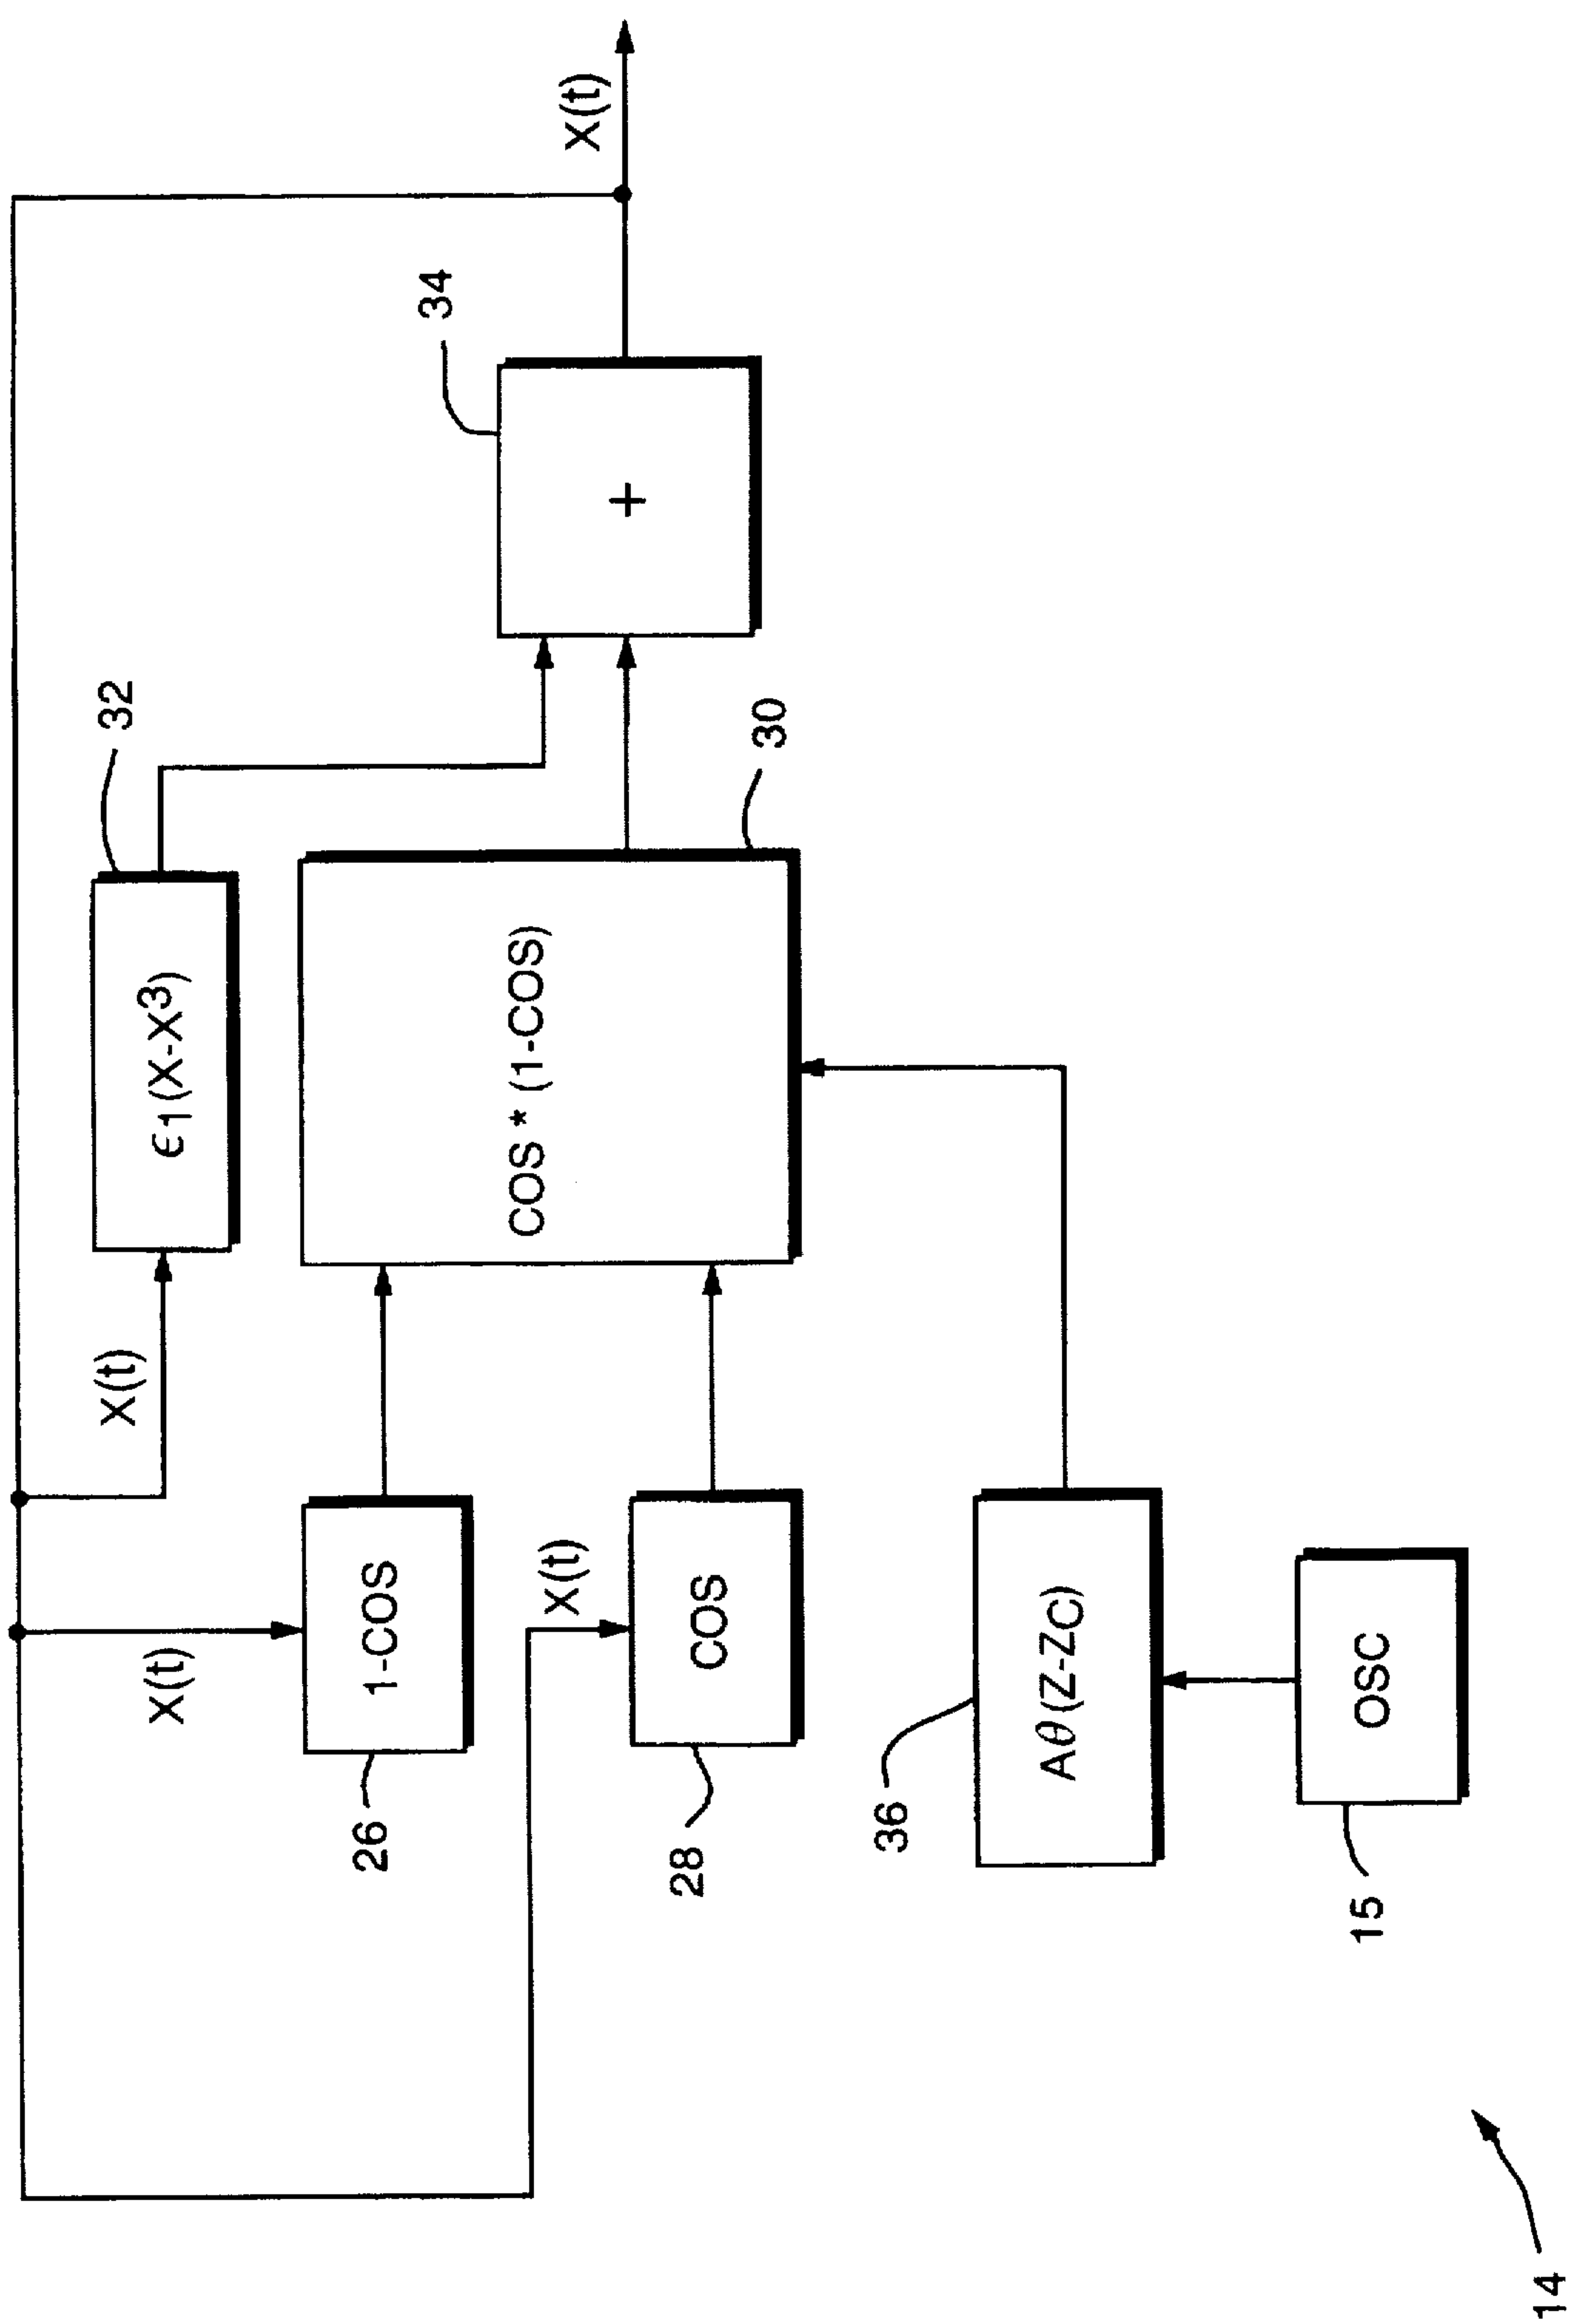 X(t)
34
+
32
ϵ1(X-X³)
X(t)
30
COS * (1-COS)
X(t)
1-COS
26
X(t)
COS
28
Aθ(Z-ZC)
36
OSC
15
14